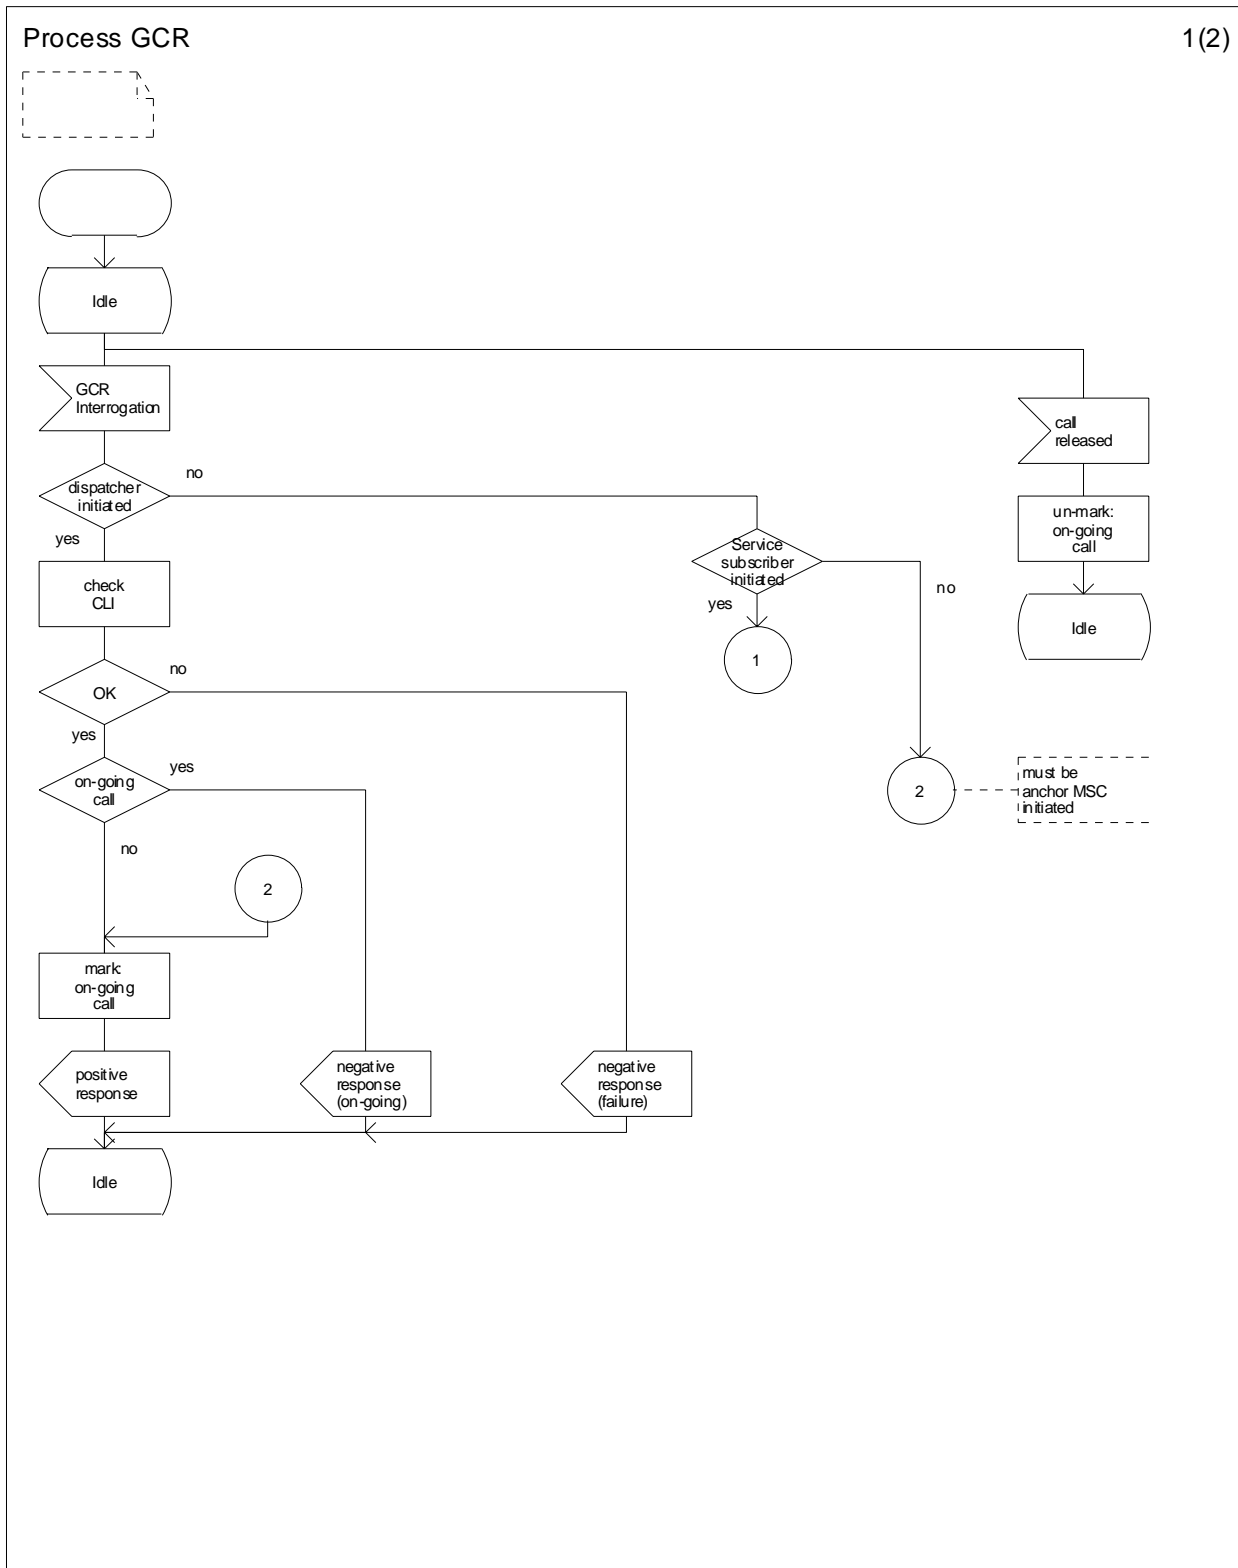 Process GCR
1(2)
Idle
GCR
Interrogation
call
released
no
dispatcher
initiated
yes
un-mark:
on-going
call
Service
subscriber
initiated
check
CLI
no
yes
Idle
1
no
OK
yes
yes
on-going
call
must be
anchor MSC
initiated
2
no
2
mark:
on-going
call
positive
response
negative
response
(on-going)
negative
response
(failure)
Idle